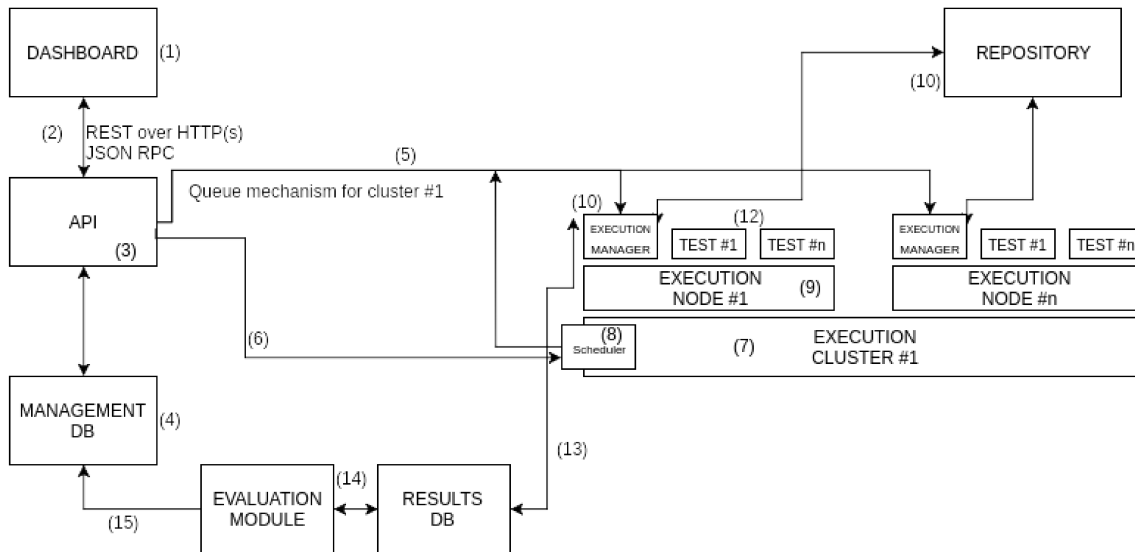 DASHBOARD
(1)
REPOSITORY
(10)
(2)
REST over HTTP(s)
JSON RPC
(5)
Queue mechanism for cluster #1
API
(3)
(10)
(12)
EXECUTION
MANAGER
TEST #1
TEST #n
EXECUTION
MANAGER
TEST #1
TEST #n
EXECUTION
NODE #1
(9)
EXECUTION
NODE #n
(6)
(8)
Scheduler
(7)
EXECUTION
CLUSTER #1
MANAGEMENT
DB
(4)
(13)
(14)
EVALUATION
MODULE
RESULTS
DB
(15)